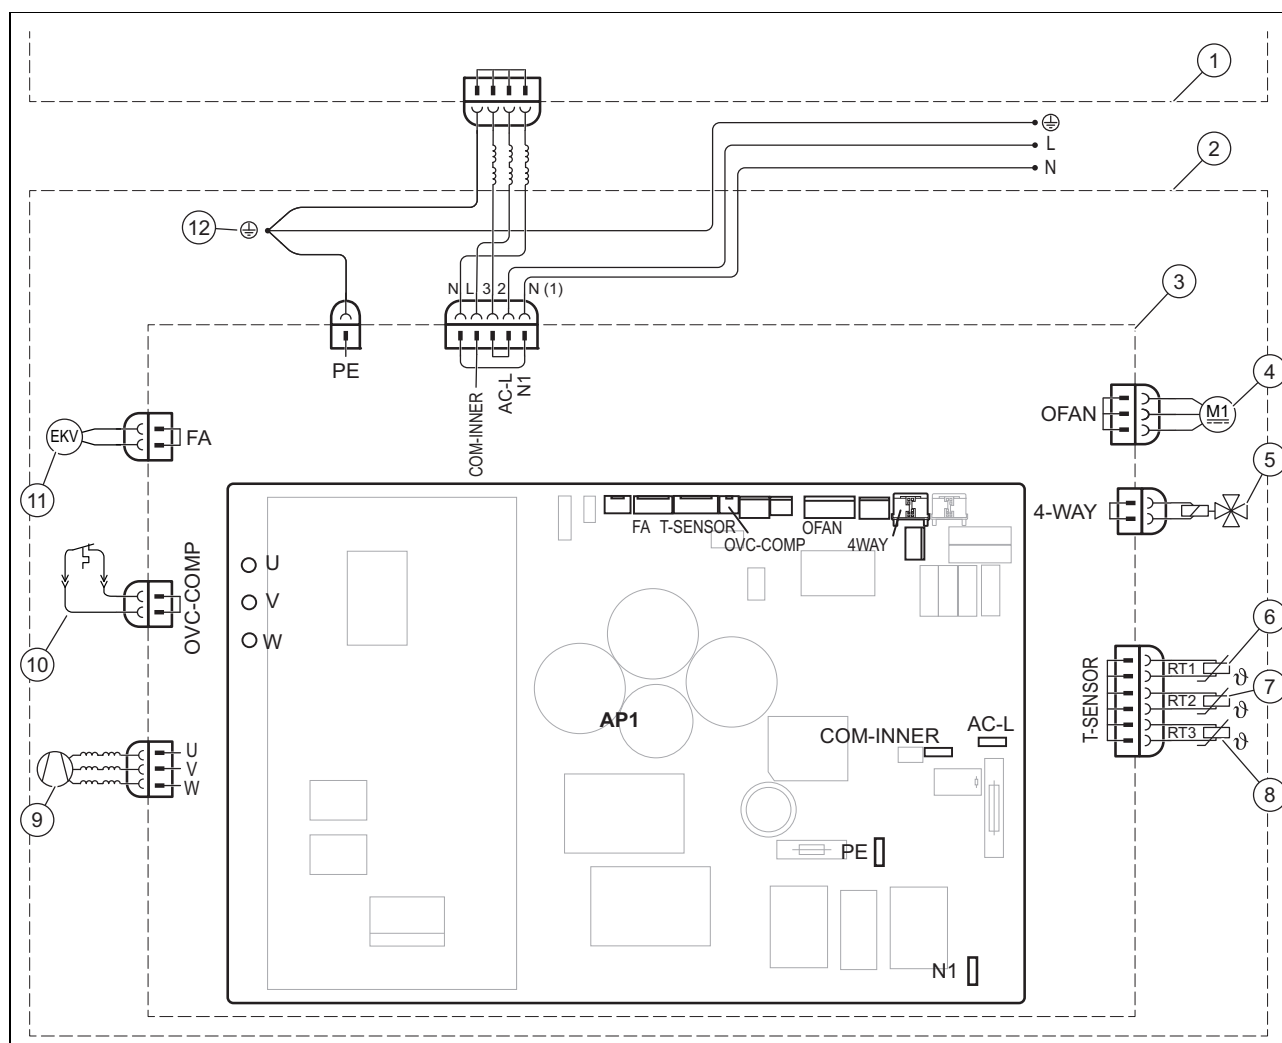 1
⏚
L
N
2
12
⏚
N L 3 2 N (1)
3
PE
COM-INNER
AC-L
N1
4
OFAN
M1
EKV
FA
11
5
4-WAY
FA T-SENSOR OFAN
OVC-COMP 4WAY
U
V
W
OVC-COMP
10
6
T-SENSOR
RT1 ϑ
7
RT2 ϑ
RT3 ϑ
8
AP1
COM-INNER
AC-L
U
V
W
9
PE
N1